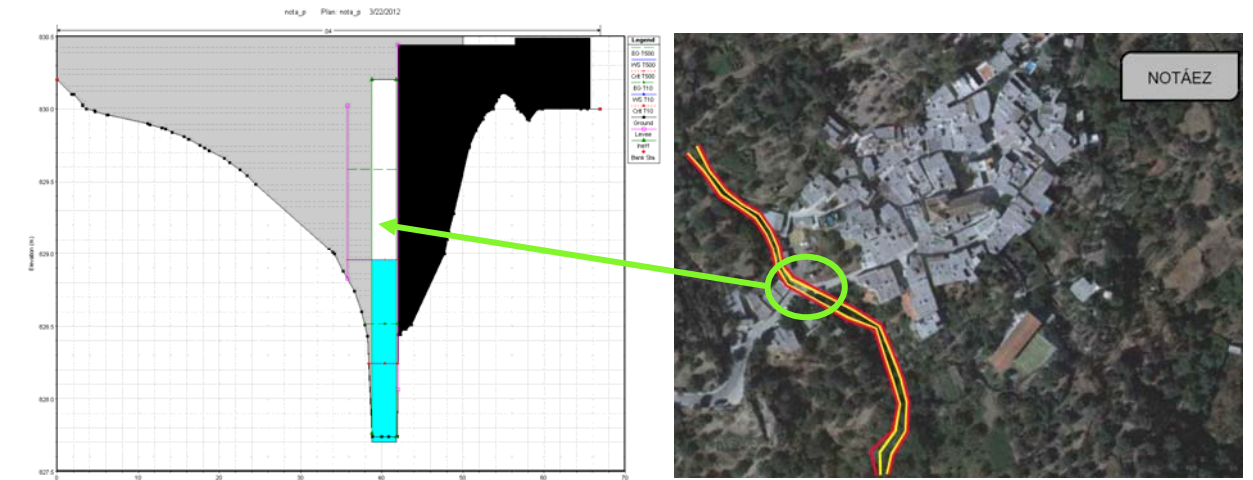 nota_p Plan: nota_p 3/22/2012
.04
Legend
EG T500
WS T500
Crit T500
EG T10
WS T10
Crit T10
Ground
Levee
Ineff
Bank Sta
Elevation (m)
830.5
830.0
829.5
829.0
828.5
828.0
827.5
0 10 20 30 40 50 60 70
NOTÁEZ